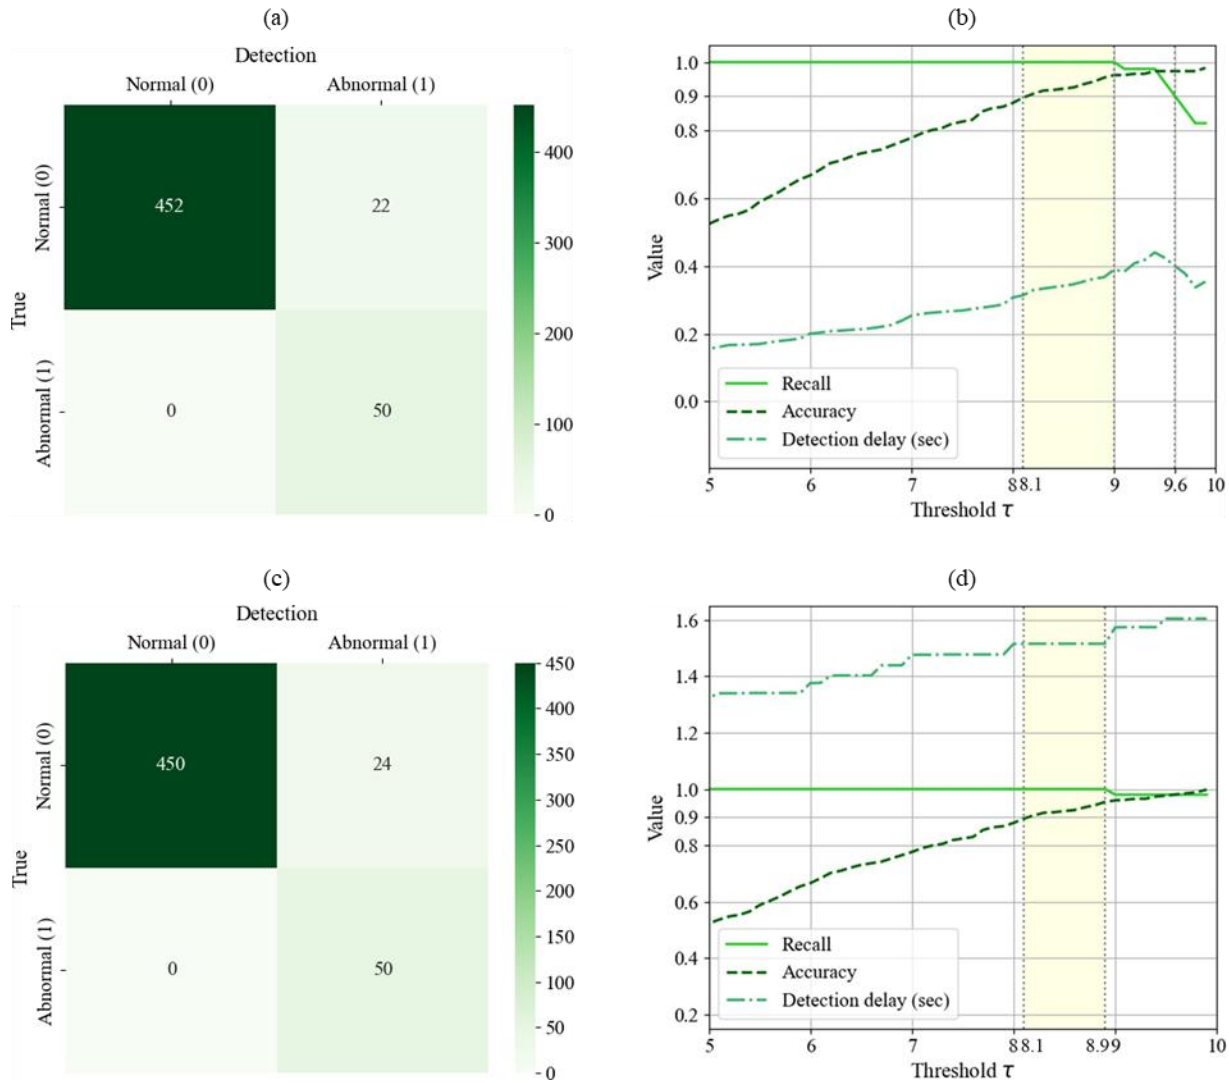 (a)
Detection
Normal (0) Abnormal (1)
True
Normal (0)
Abnormal (1)
452 22
0 50
400
300
200
100
0
(b)
Value
1.0
0.9
0.8
0.6
0.4
0.2
0.0
Recall
Accuracy
Detection delay (sec)
5 6 7 8 8.1 9 9.6 10
Threshold τ
(c)
Detection
Normal (0) Abnormal (1)
True
Normal (0)
Abnormal (1)
450 24
0 50
450
400
350
300
250
200
150
100
50
0
(d)
Value
1.6
1.4
1.2
1.0
0.9
0.8
0.6
0.4
0.2
Recall
Accuracy
Detection delay (sec)
5 6 7 8 8.1 8.9 9 10
Threshold τ